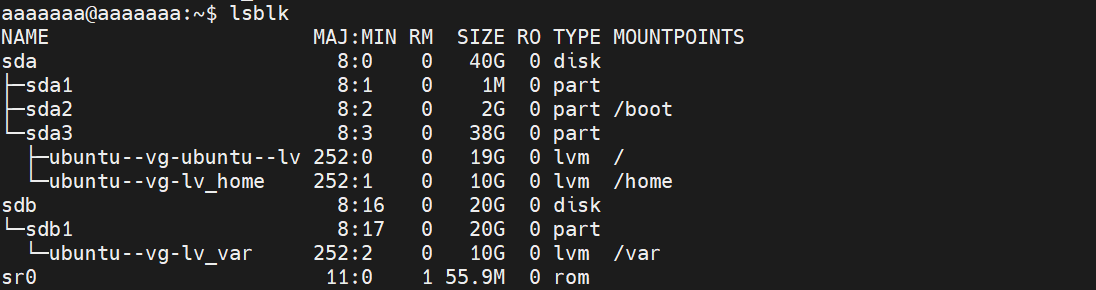 aaaaaaa@aaaaaaa:~$ lsblk
NAME                      MAJ:MIN RM  SIZE RO TYPE MOUNTPOINTS
sda                         8:0    0   40G  0 disk
├─sda1                      8:1    0    1M  0 part
├─sda2                      8:2    0    2G  0 part /boot
└─sda3                      8:3    0   38G  0 part
  ├─ubuntu--vg-ubuntu--lv 252:0    0   19G  0 lvm  /
  └─ubuntu--vg-lv_home    252:1    0   10G  0 lvm  /home
sdb                         8:16   0   20G  0 disk
└─sdb1                      8:17   0   20G  0 part
  └─ubuntu--vg-lv_var     252:2    0   10G  0 lvm  /var
sr0                        11:0    1 55.9M  0 rom